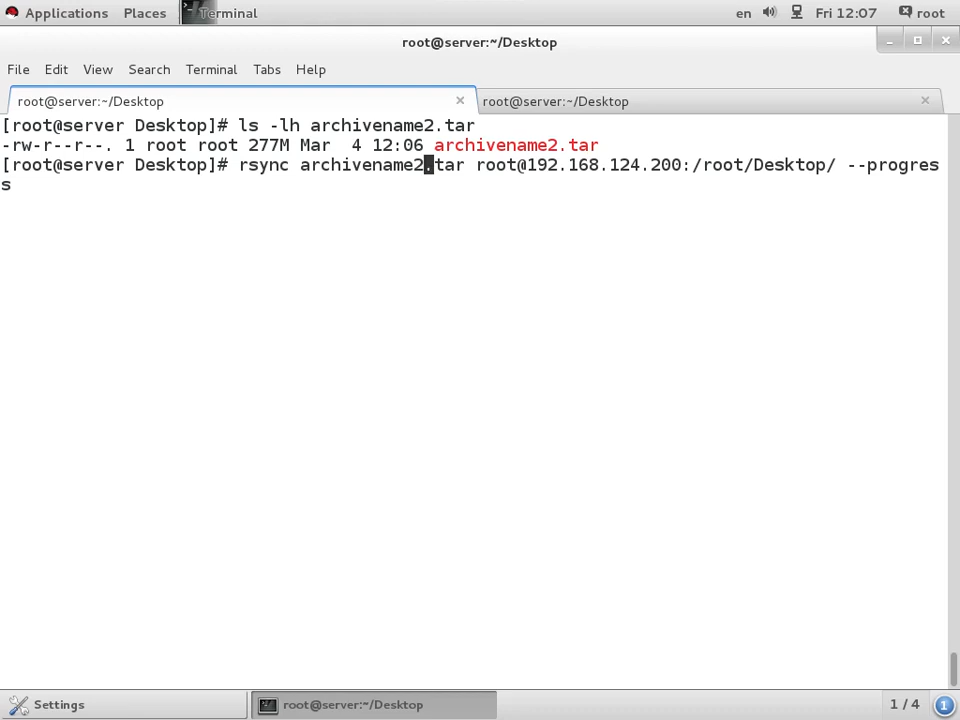 Applications Places Terminal en Fri 12:07 root
root@server:~/Desktop
File Edit View Search Terminal Tabs Help
root@server:~/Desktop root@server:~/Desktop
[root@server Desktop]# ls -lh archivename2.tar
-rw-r--r--. 1 root root 277M Mar  4 12:06 archivename2.tar
[root@server Desktop]# rsync archivename2.tar root@192.168.124.200:/root/Desktop/ --progres
s
Settings root@server:~/Desktop 1 / 4 1